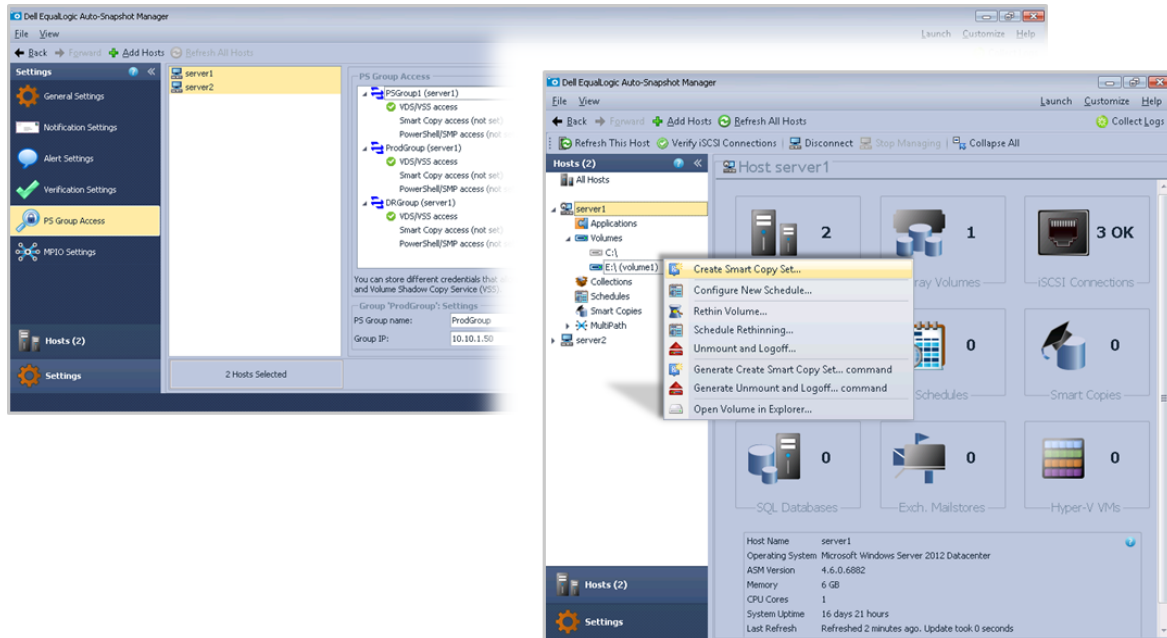 Dell EqualLogic Auto-Snapshot Manager
File View
Launch Customize Help
Back Forward Add Hosts Refresh All Hosts
Settings
General Settings
Notification Settings
Alert Settings
Verification Settings
PS Group Access
MPIO Settings
Hosts (2)
Settings
server1
server2
2 Hosts Selected
PS Group Access
PSGroup1 (server1)
VDS/VSS access
Smart Copy access (not set)
PowerShell/SMP access (not
ProdGroup (server1)
VDS/VSS access
Smart Copy access (not set)
PowerShell/SMP access (not
DRGroup (server1)
VDS/VSS access
Smart Copy access (not set)
PowerShell/SMP access (not
You can store different credentials that
and Volume Shadow Copy Service (VSS)
Group 'ProdGroup': Settings
PS Group name: ProdGroup
Group IP: 10.10.1.50
Dell EqualLogic Auto-Snapshot Manager
File View Launch Customize Help
Back Forward Add Hosts Refresh All Hosts Collect Logs
Refresh This Host Verify iSCSI Connections Disconnect Stop Managing Collapse All
Hosts (2)
All Hosts
server1
Applications
Volumes
C:\
E:\ (volume1)
Collections
Schedules
Smart Copies
MultiPath
server2
Hosts (2)
Settings
Create Smart Copy Set...
Configure New Schedule...
Rethin Volume...
Schedule Rethinning...
Unmount and Logoff...
Generate Create Smart Copy Set... command
Generate Unmount and Logoff... command
Open Volume in Explorer...
Host server1
2
1
3 OK
ray Volumes
iSCSI Connections
0
0
Schedules
Smart Copies
0
0
0
SQL Databases
Exch. Mailstores
Hyper-V VMs
Host Name server1
Operating System Microsoft Windows Server 2012 Datacenter
ASM Version 4.6.0.6882
Memory 6 GB
CPU Cores 1
System Uptime 16 days 21 hours
Last Refresh Refreshed 2 minutes ago. Update took 0 seconds